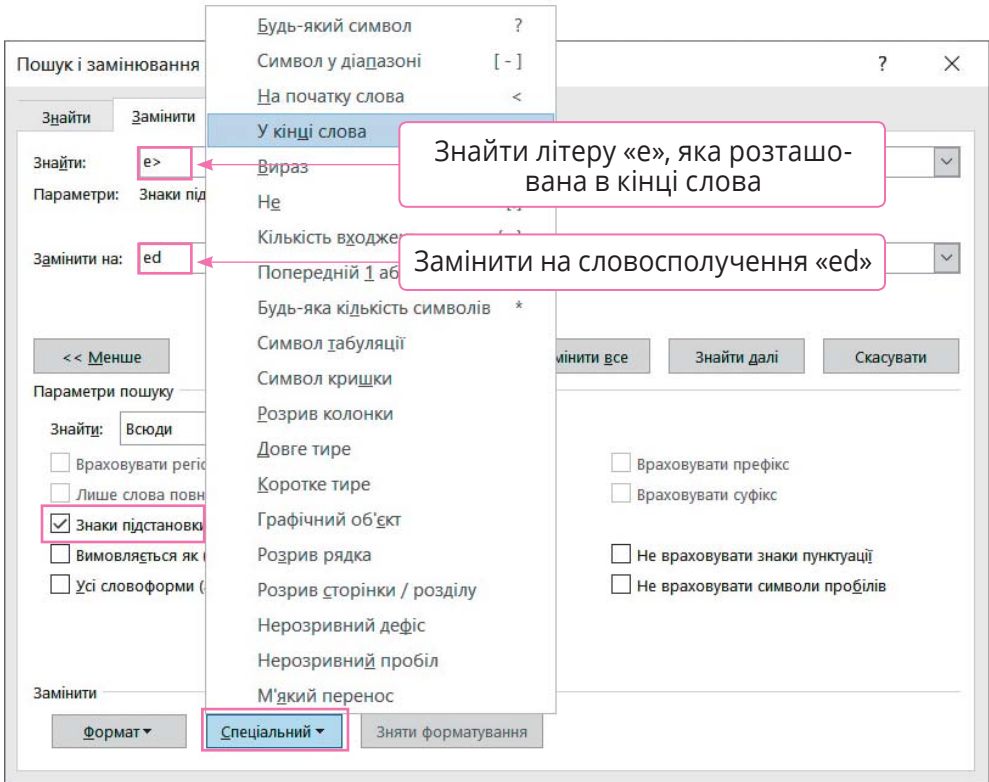 Будь-який символ ?
Пошук і замінювання
Символ у діапазоні [ - ]
? ×
На початку слова <
Знайти Замінити
У кінці слова
Знайти: e>
Вираз
Знайти літеру «e», яка розташо-
вана в кінці слова
Параметри: Знаки під
Не
Кількість входжен
Замінити на: ed
Замінити на словосполучення «ed»
Попередній 1 аб
Будь-яка кількість символів *
Символ табуляції
<< Менше
мінити все Знайти далі Скасувати
Символ кришки
Параметри пошуку
Розрив колонки
Знайти: Всюди
Довге тире
Враховувати регіс
Враховувати префікс
Коротке тире
Лише слова повн
Враховувати суфікс
Графічний об'єкт
Знаки підстановки
Розрив рядка
Вимовляється як (
Не враховувати знаки пунктуації
Усі словоформи (
Розрив сторінки / розділу
Не враховувати символи пробілів
Нерозривний дефіс
Нерозривний пробіл
Замінити
М'який перенос
Формат Спеціальний Зняти форматування